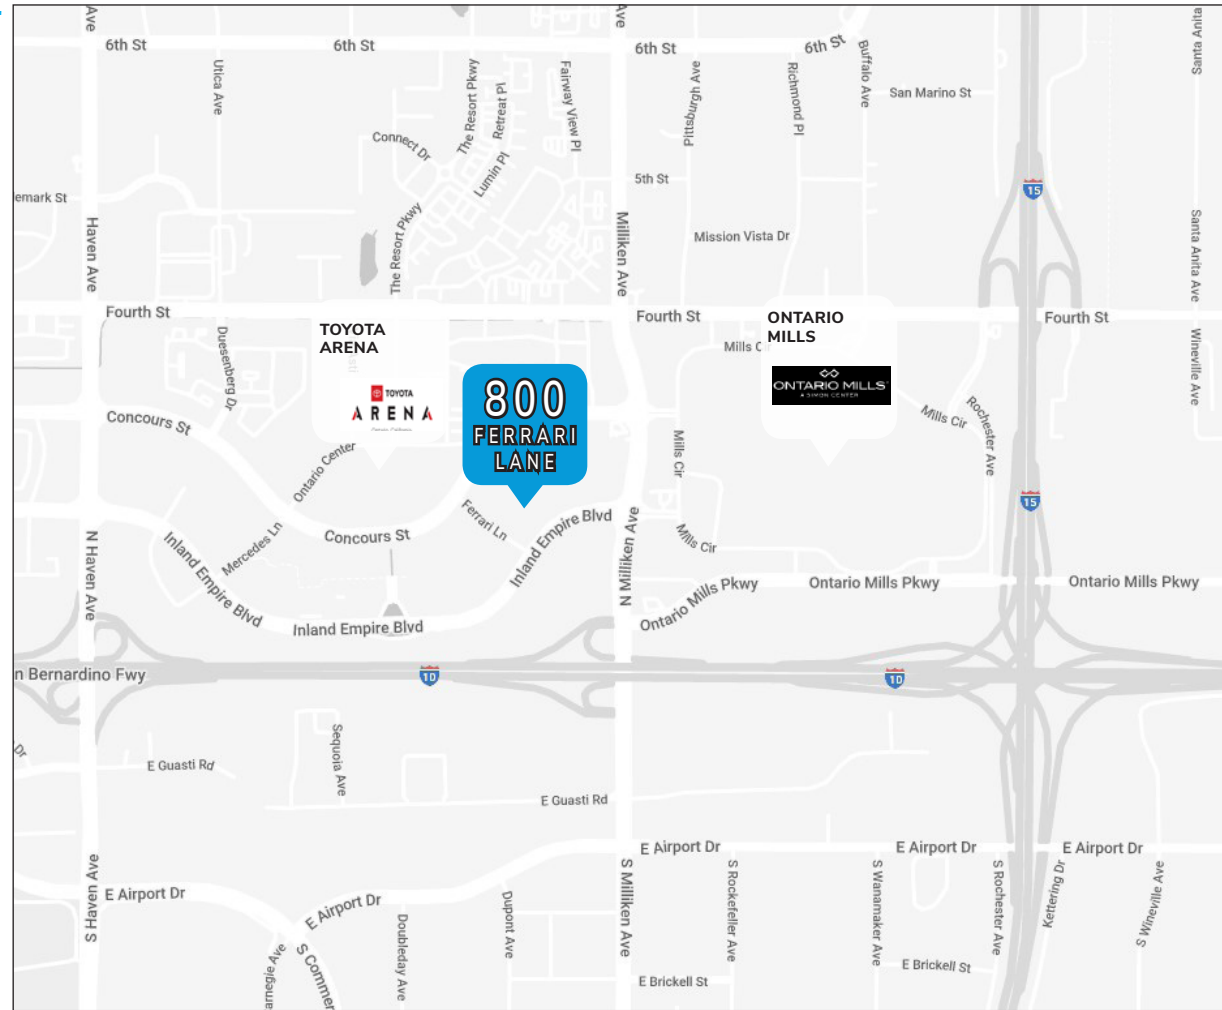 Ave
Ave
Santa Anita
6th St
6th St
6th St
6th St
Utica Ave
The Resort Pkwy
Retreat Pl
Fairway View Pl
Pittsburgh Ave
Richmond Pl
Buffalo Ave
San Marino St
Connect Dr
Lumin Pl
5th St
15
emark St
Haven Ave
The Resort Pkwy
Milliken Ave
Mission Vista Dr
Santa Anita Ave
Fourth St
Fourth St
Fourth St
TOYOTA
ARENA
ONTARIO
MILLS
Duesenberg Dr
Mills C
Wineville Ave
TOYOTA
ARENA
ONTARIO MILLS
A SIMON CENTER
800
FERRARI
LANE
Concours St
Mills Cir
Rochester Ave
Mills Cir
Ontario Center
15
N Haven Ave
Mercedes Ln
Concours St
Ferrari Ln
Inland Empire Blvd
N Milliken Ave
Mills Cir
Inland Empire Blvd
Ontario Mills Pkwy
Ontario Mills Pkwy
Ontario Mills Pkwy
Inland Empire Blvd
n Bernardino Fwy
10
10
Dr
E Guasti Rd
Sequoia Ave
E Guasti Rd
S Haven Ave
E Airport Dr
E Airport Dr
E Airport Dr
E Airport Dr
E Airport Dr
S Milliken Ave
S Rockefeller Ave
S Wanamaker Ave
S Rochester Ave
Kettering Dr
S Wineville Ave
Dupont Ave
Doubleday Ave
arnegie Ave
S Commer
E Brickell St
E Brickell St